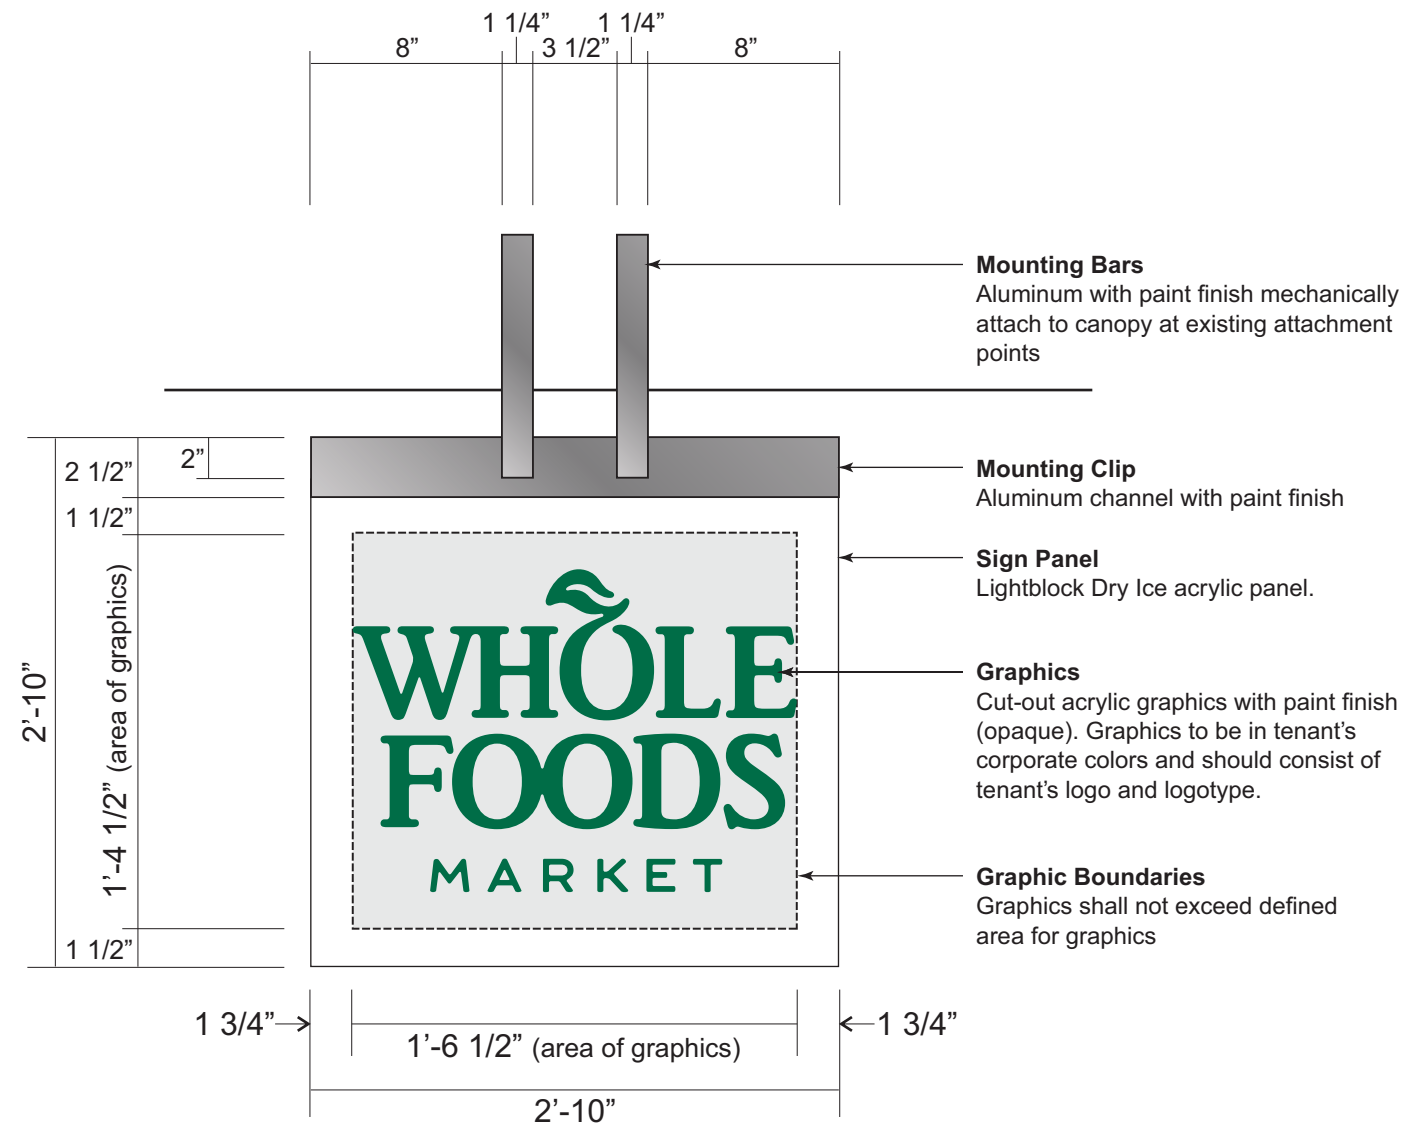 1 1/4” 1 1/4”
8” 3 1/2” 8”
Mounting Bars
Aluminum with paint finish mechanically
attach to canopy at existing attachment
points
2 1/2” 2”
Mounting Clip
Aluminum channel with paint finish
1 1/2”
Sign Panel
Lightblock Dry Ice acrylic panel.
2’-10”
1’-4 1/2” (area of graphics)
WHOLE
FOODS
MARKET
Graphics
Cut-out acrylic graphics with paint finish
(opaque). Graphics to be in tenant’s
corporate colors and should consist of
tenant’s logo and logotype.
Graphic Boundaries
Graphics shall not exceed defined
area for graphics
1 1/2”
1 3/4” 1 3/4”
1’-6 1/2” (area of graphics)
2’-10”